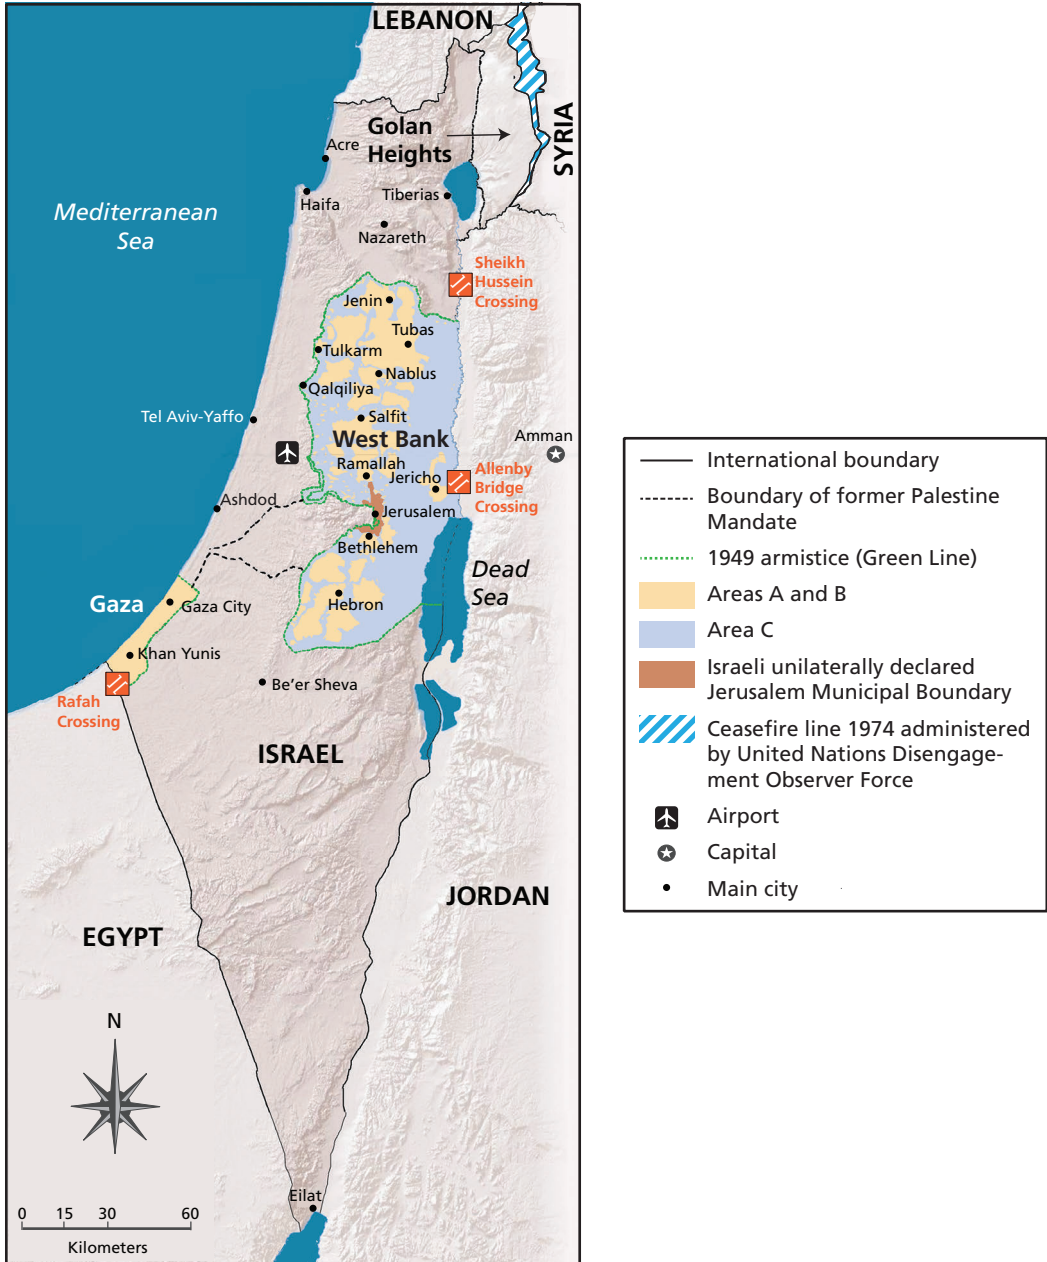 LEBANON
Golan
Heights
SYRIA
Acre
Haifa
Tiberias
Nazareth
Mediterranean
Sea
Sheikh
Hussein
Crossing
Jenin
Tubas
Tulkarm
Nablus
Qalqiliya
Salfit
Tel Aviv-Yaffo
West Bank
Amman
Ramallah
Jericho
Allenby
Bridge
Crossing
Ashdod
Jerusalem
Bethlehem
Dead
Sea
Gaza
Gaza City
Hebron
Khan Yunis
Rafah
Crossing
Be’er Sheva
ISRAEL
JORDAN
EGYPT
N
Eilat
0 15 30 60
Kilometers
International boundary
Boundary of former Palestine
Mandate
1949 armistice (Green Line)
Areas A and B
Area C
Israeli unilaterally declared
Jerusalem Municipal Boundary
Ceasefire line 1974 administered
by United Nations Disengage-
ment Observer Force
Airport
Capital
Main city